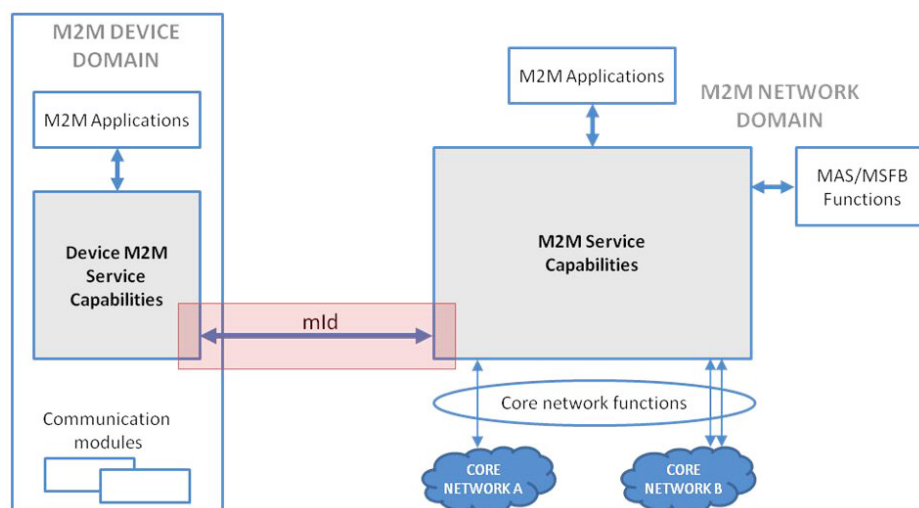 M2M DEVICE
DOMAIN
M2M Applications
Device M2M
Service
Capabilities
Communication
modules
mId
M2M Applications
M2M NETWORK
DOMAIN
MAS/MSFB
Functions
M2M Service
Capabilities
Core network functions
CORE
NETWORK A
CORE
NETWORK B